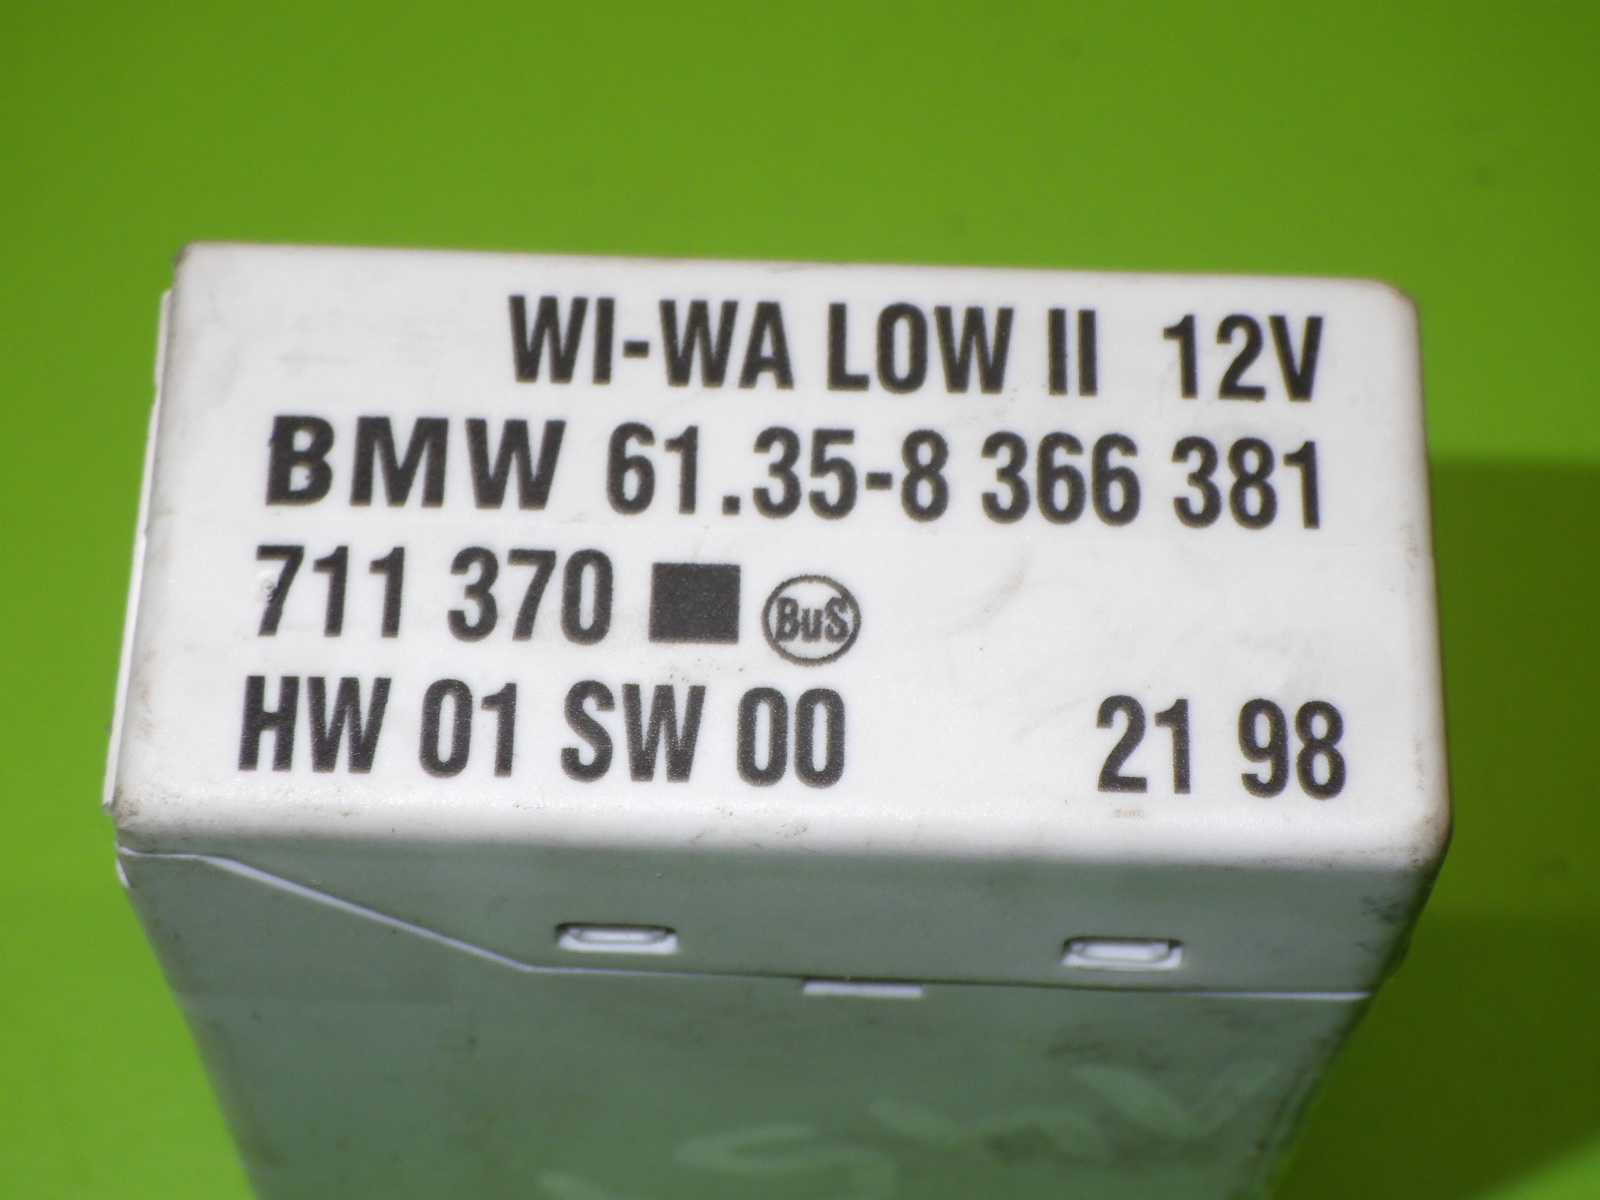 WI-WA LOW II 12V
BMW 61.35-8 366 381
711 370 ■ BuS
HW 01 SW 00 21 98